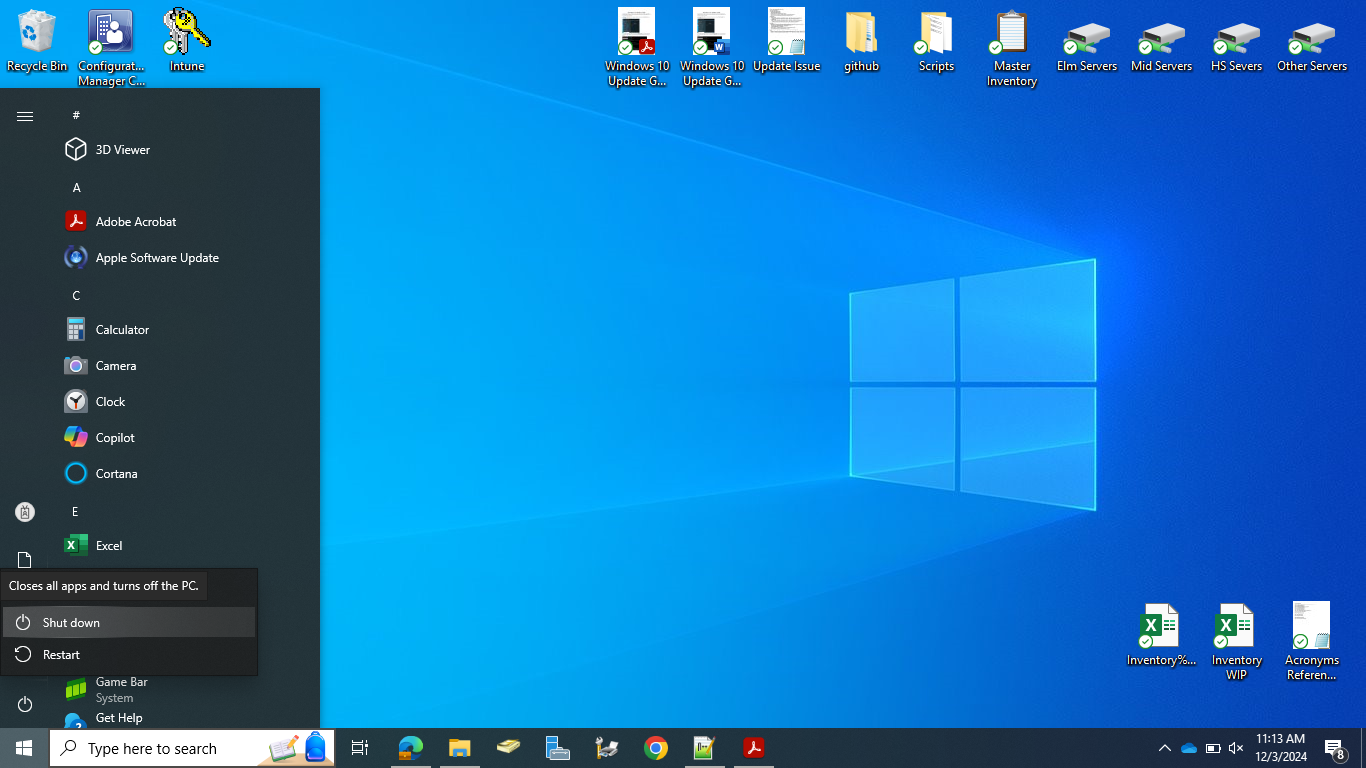 Recycle Bin
Configurat...
Manager C...
Intune
Windows 10
Update G...
Windows 10
Update G...
Update Issue
github
Scripts
Master
Inventory
Elm Servers
Mid Servers
HS Severs
Other Servers
#
3D Viewer
A
Adobe Acrobat
Apple Software Update
C
Calculator
Camera
Clock
Copilot
Cortana
E
Excel
Closes all apps and turns off the PC.
Shut down
Restart
Game Bar
System
Get Help
Inventory%...
Inventory
WIP
Acronyms
Referen...
Type here to search
11:13 AM
12/3/2024
8